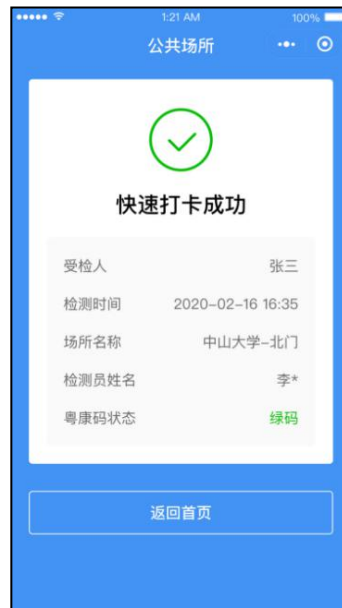 1:21 AM 100%
公共场所
快速打卡成功
受检人 张三
检测时间 2020-02-16 16:35
场所名称 中山大学-北门
检测员姓名 李*
粤康码状态 绿码
返回首页